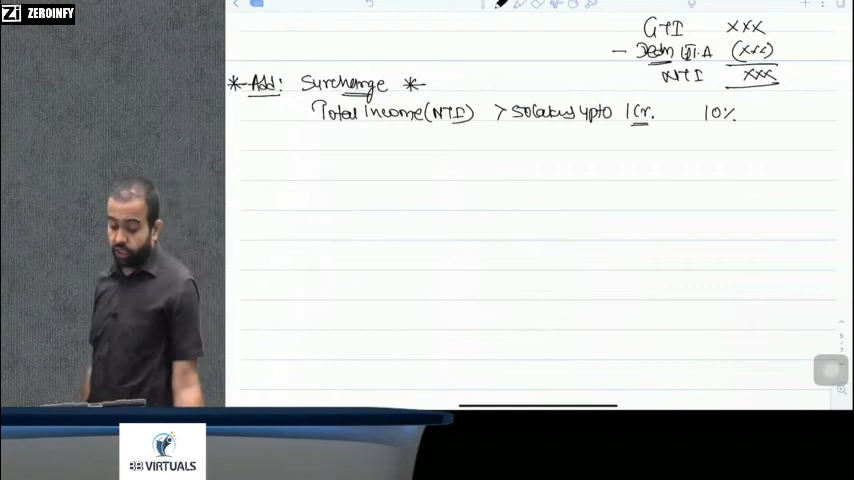 Zi ZEROINFY
GTI XXX
- Dedn VI.A (XXX)
NTI XXX
* Add: Surcharge *
Total Income (NTI) > 50 lakhs upto 1 Cr. 10%
BB VIRTUALS